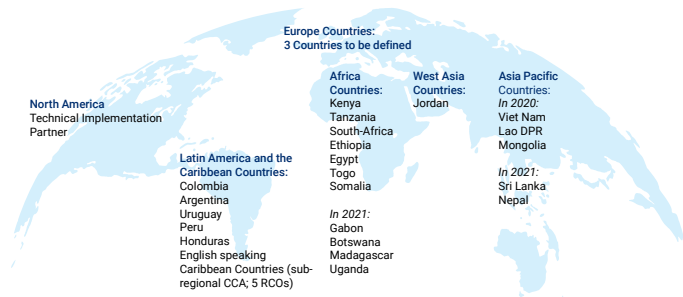 Europe Countries:
3 Countries to be defined
North America
Technical Implementation
Partner
Latin America and the
Caribbean Countries:
Colombia
Argentina
Uruguay
Peru
Honduras
English speaking
Caribbean Countries (sub-
regional CCA; 5 RCOs)
Africa
Countries:
Kenya
Tanzania
South-Africa
Ethiopia
Egypt
Togo
Somalia
In 2021:
Gabon
Botswana
Madagascar
Uganda
West Asia
Countries:
Jordan
Asia Pacific
Countries:
In 2020:
Viet Nam
Lao DPR
Mongolia
In 2021:
Sri Lanka
Nepal